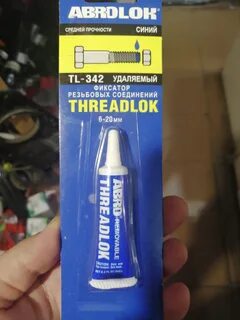 ABROLOK®
СРЕДНЕЙ ПРОЧНОСТИ СИНИЙ
TL-342 УДАЛЯЕМЫЙ
ФИКСАТОР
РЕЗЬБОВЫХ СОЕДИНЕНИЙ
THREADLOK
6-20мм
ABRO REMOVABLE
THREADLOK